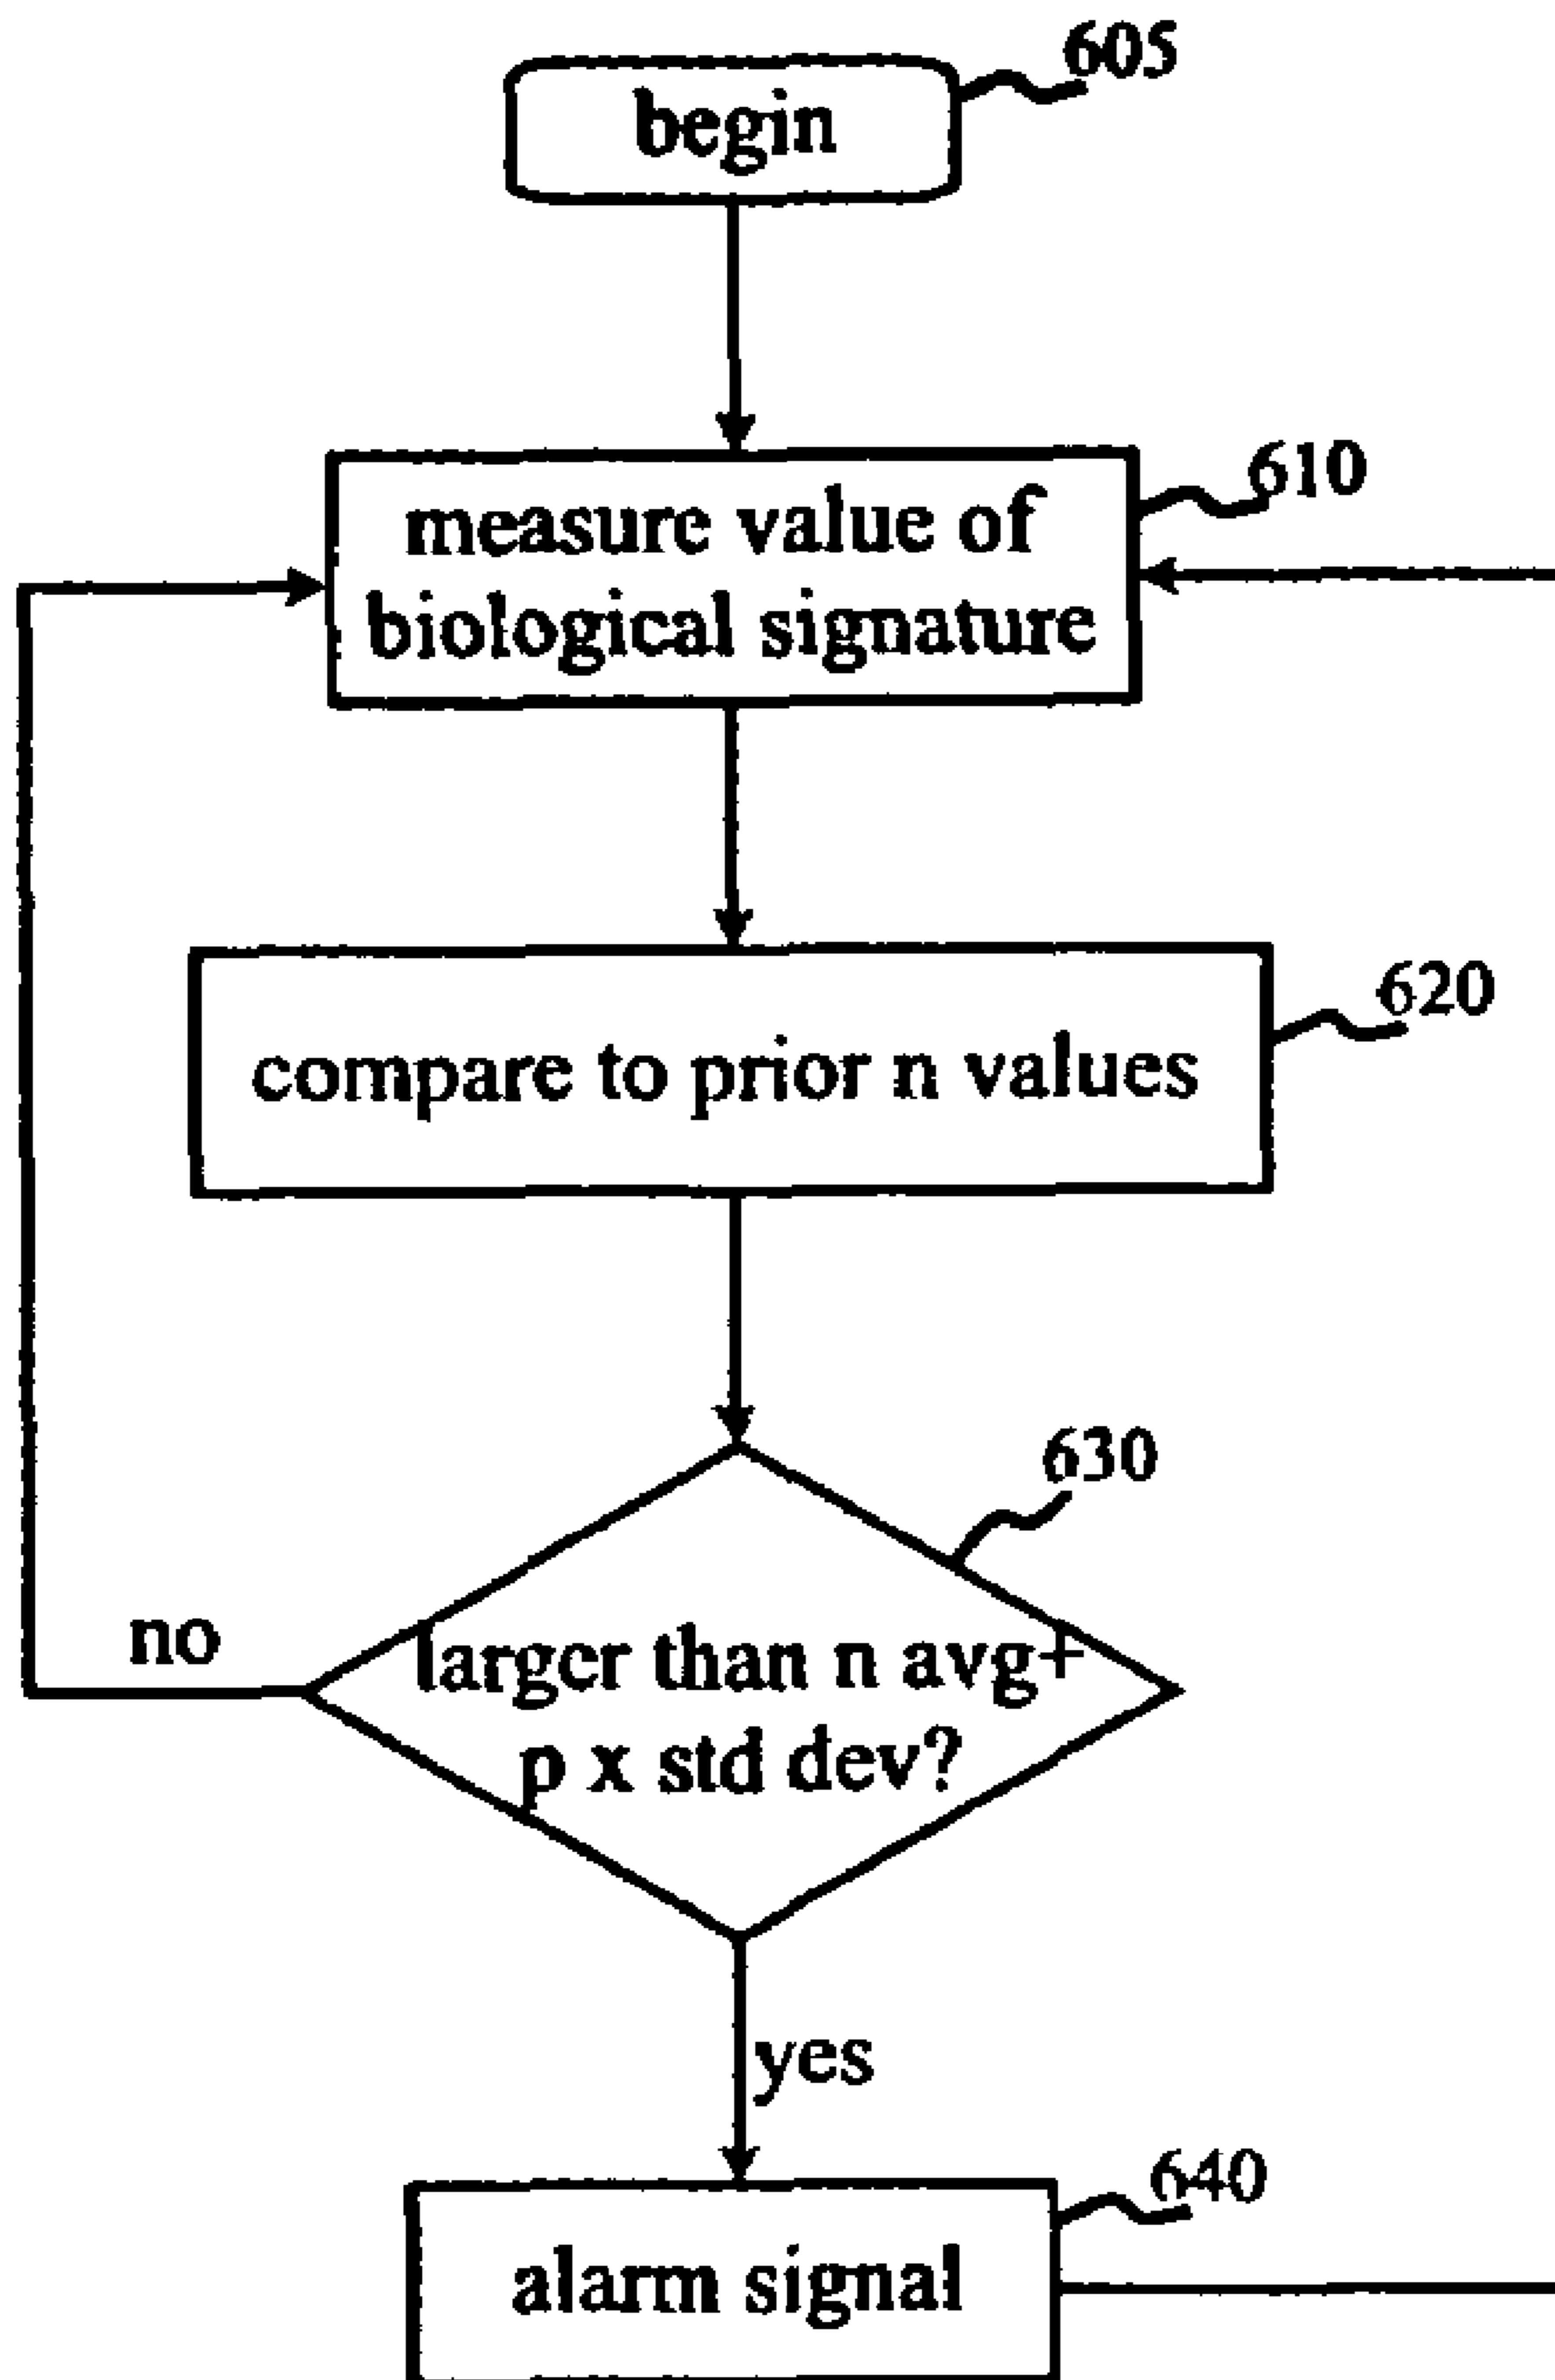 begin
605
measure value of
biological signature
610
compare to prior n values
620
630
larger than n avg+
p x std dev?
no
yes
640
alarm signal